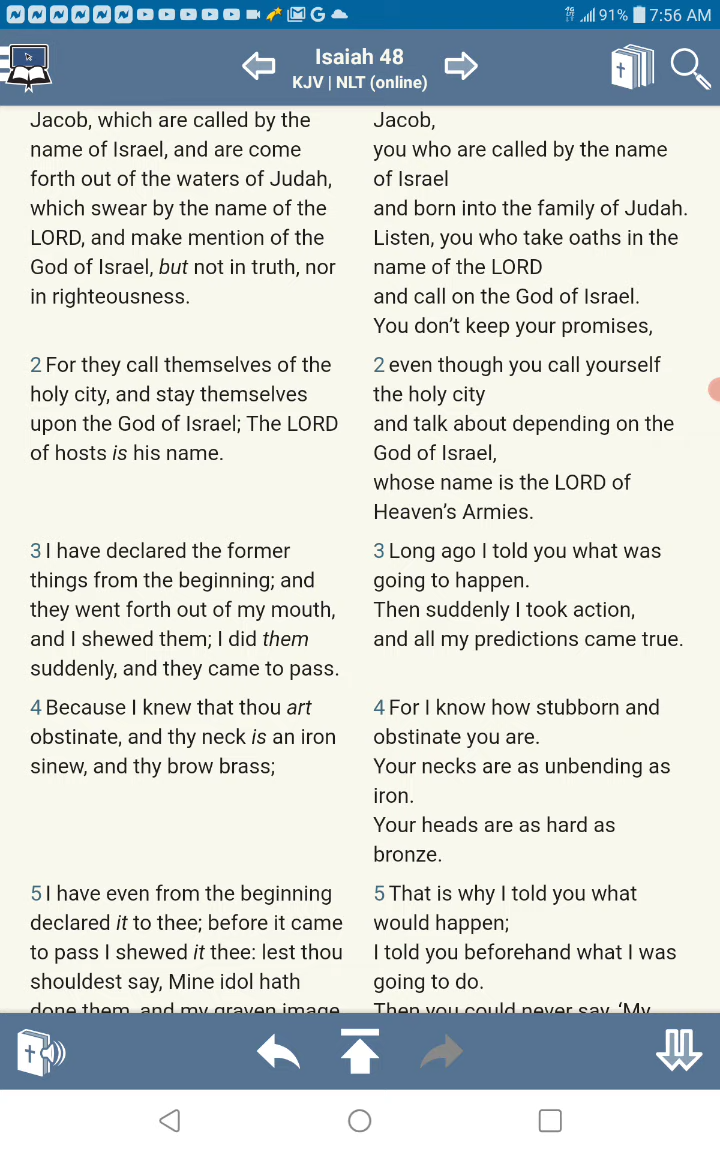 91% 7:56 AM
Isaiah 48
KJV | NLT (online)
Jacob, which are called by the
name of Israel, and are come
forth out of the waters of Judah,
which swear by the name of the
LORD, and make mention of the
God of Israel, but not in truth, nor
in righteousness.
2 For they call themselves of the
holy city, and stay themselves
upon the God of Israel; The LORD
of hosts is his name.
3 I have declared the former
things from the beginning; and
they went forth out of my mouth,
and I shewed them; I did them
suddenly, and they came to pass.
4 Because I knew that thou art
obstinate, and thy neck is an iron
sinew, and thy brow brass;
5 I have even from the beginning
declared it to thee; before it came
to pass I shewed it thee: lest thou
shouldest say, Mine idol hath
done them, and my graven image,
Jacob,
you who are called by the name
of Israel
and born into the family of Judah.
Listen, you who take oaths in the
name of the LORD
and call on the God of Israel.
You don’t keep your promises,
2 even though you call yourself
the holy city
and talk about depending on the
God of Israel,
whose name is the LORD of
Heaven’s Armies.
3 Long ago I told you what was
going to happen.
Then suddenly I took action,
and all my predictions came true.
4 For I know how stubborn and
obstinate you are.
Your necks are as unbending as
iron.
Your heads are as hard as
bronze.
5 That is why I told you what
would happen;
I told you beforehand what I was
going to do.
Then you could never say, ‘My